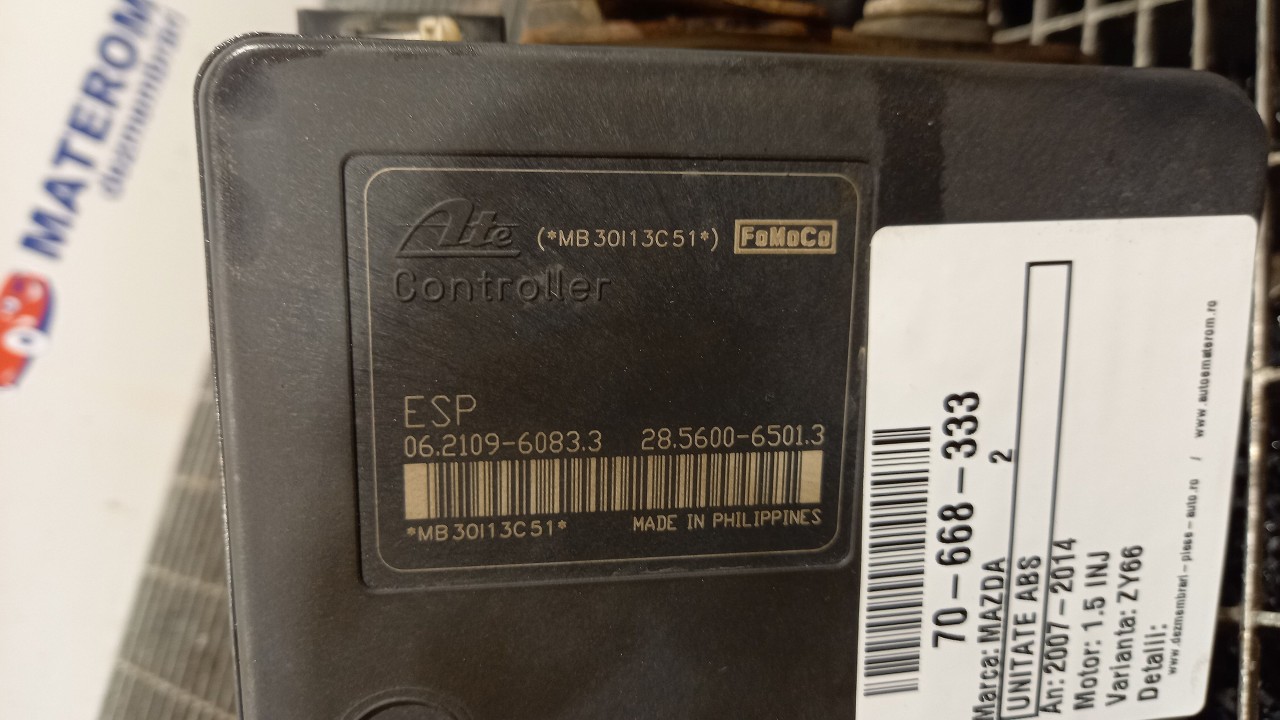 MATEROM
dezmembrari
Ate (*MB30I13C51*) FoMoCo
Controller
ESP
06.2109-6083.3 28.5600-6501.3
*MB30I13C51*
MADE IN PHILIPPINES
70-668-333
Marca: MAZDA 2
UNITATE ABS
An: 2007-2014
Motor: 1.5 INJ
Varianta: ZY66
Detalii:
www.dezmembrari-piese-auto.ro / www.automaterom.ro